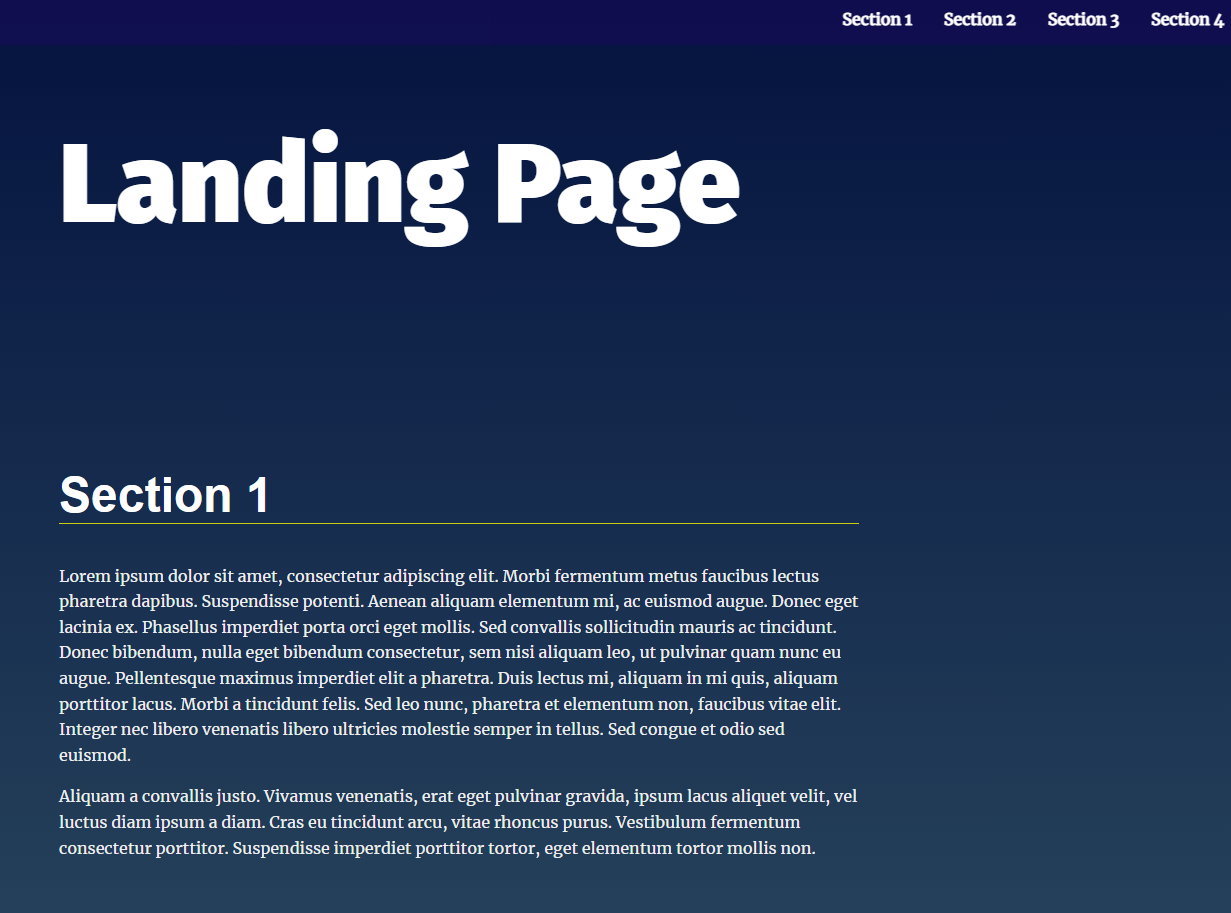 Section 1 Section 2 Section 3 Section 4
Landing Page
Section 1
Lorem ipsum dolor sit amet, consectetur adipiscing elit. Morbi fermentum metus faucibus lectus
pharetra dapibus. Suspendisse potenti. Aenean aliquam elementum mi, ac euismod augue. Donec eget
lacinia ex. Phasellus imperdiet porta orci eget mollis. Sed convallis sollicitudin mauris ac tincidunt.
Donec bibendum, nulla eget bibendum consectetur, sem nisi aliquam leo, ut pulvinar quam nunc eu
augue. Pellentesque maximus imperdiet elit a pharetra. Duis lectus mi, aliquam in mi quis, aliquam
porttitor lacus. Morbi a tincidunt felis. Sed leo nunc, pharetra et elementum non, faucibus vitae elit.
Integer nec libero venenatis libero ultricies molestie semper in tellus. Sed congue et odio sed
euismod.
Aliquam a convallis justo. Vivamus venenatis, erat eget pulvinar gravida, ipsum lacus aliquet velit, vel
luctus diam ipsum a diam. Cras eu tincidunt arcu, vitae rhoncus purus. Vestibulum fermentum
consectetur porttitor. Suspendisse imperdiet porttitor tortor, eget elementum tortor mollis non.